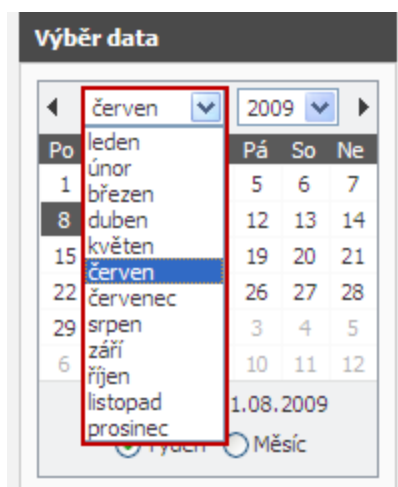 Výběr data
červen 2009
Po Pá So Ne
leden
únor
březen
duben
květen
červen
červenec
srpen
září
říjen
listopad
prosinec
1 5 6 7
8 12 13 14
15 19 20 21
22 26 27 28
29 3 4 5
6 10 11 12
1.08.2009
Týden Měsíc